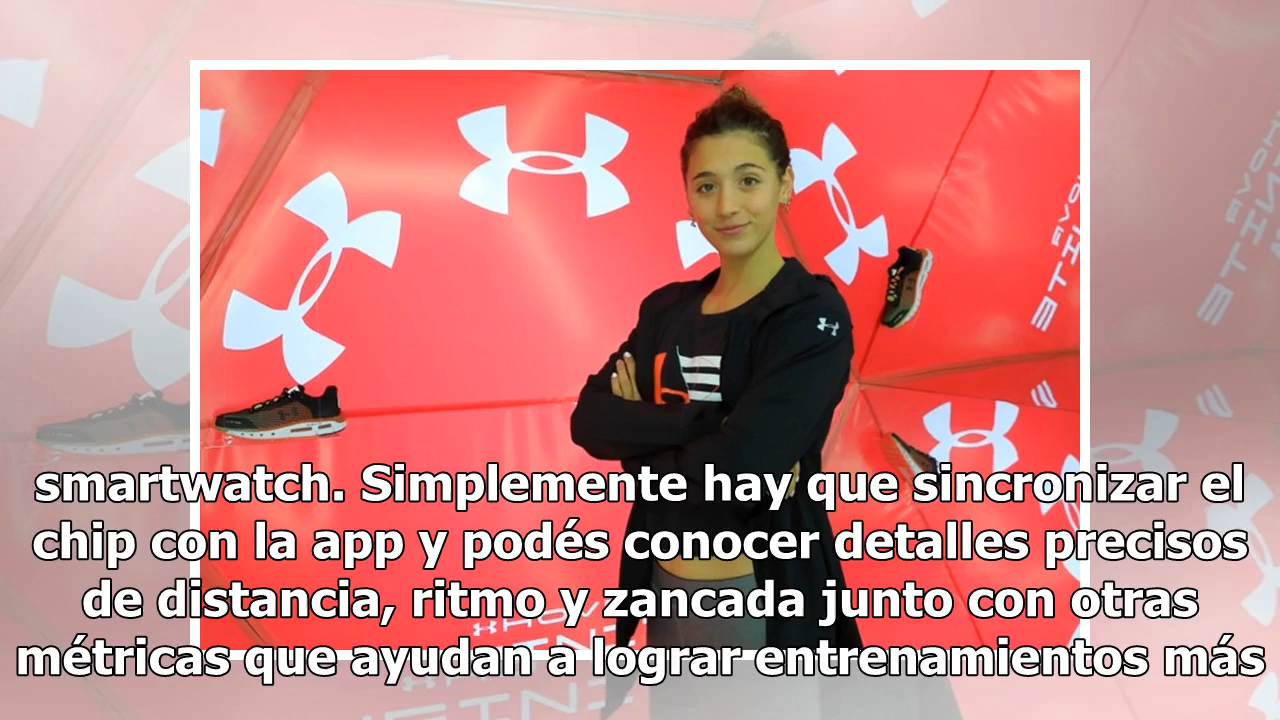 smartwatch. Simplemente hay que sincronizar el
chip con la app y podés conocer detalles precisos
de distancia, ritmo y zancada junto con otras
métricas que ayudan a lograr entrenamientos más